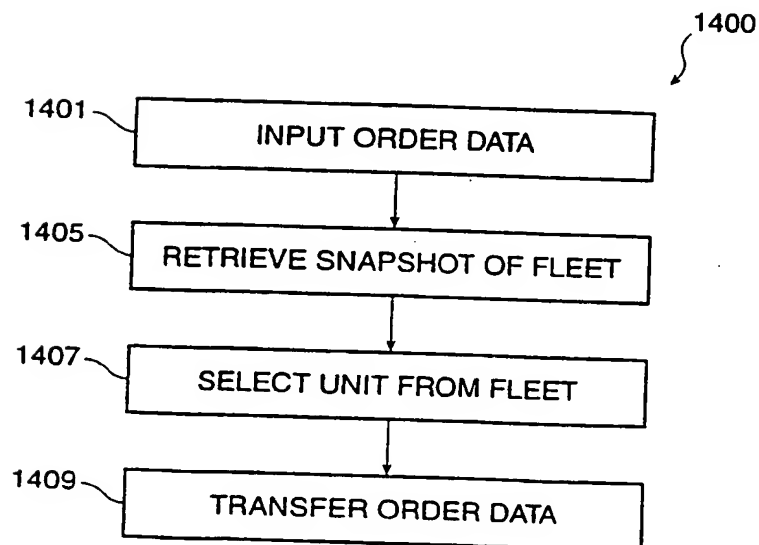 1400
1401
INPUT ORDER DATA
1405
RETRIEVE SNAPSHOT OF FLEET
1407
SELECT UNIT FROM FLEET
1409
TRANSFER ORDER DATA